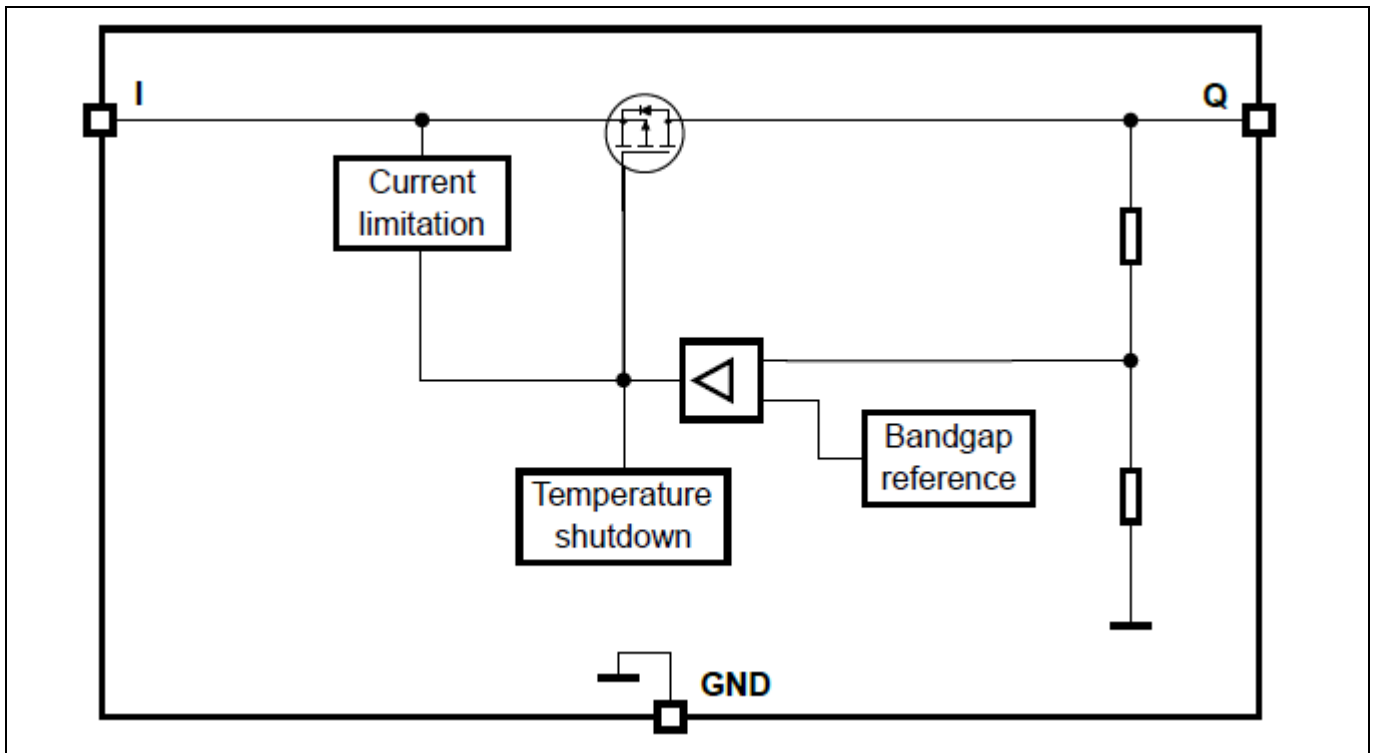 I
Q
Current
limitation
Bandgap
reference
Temperature
shutdown
GND